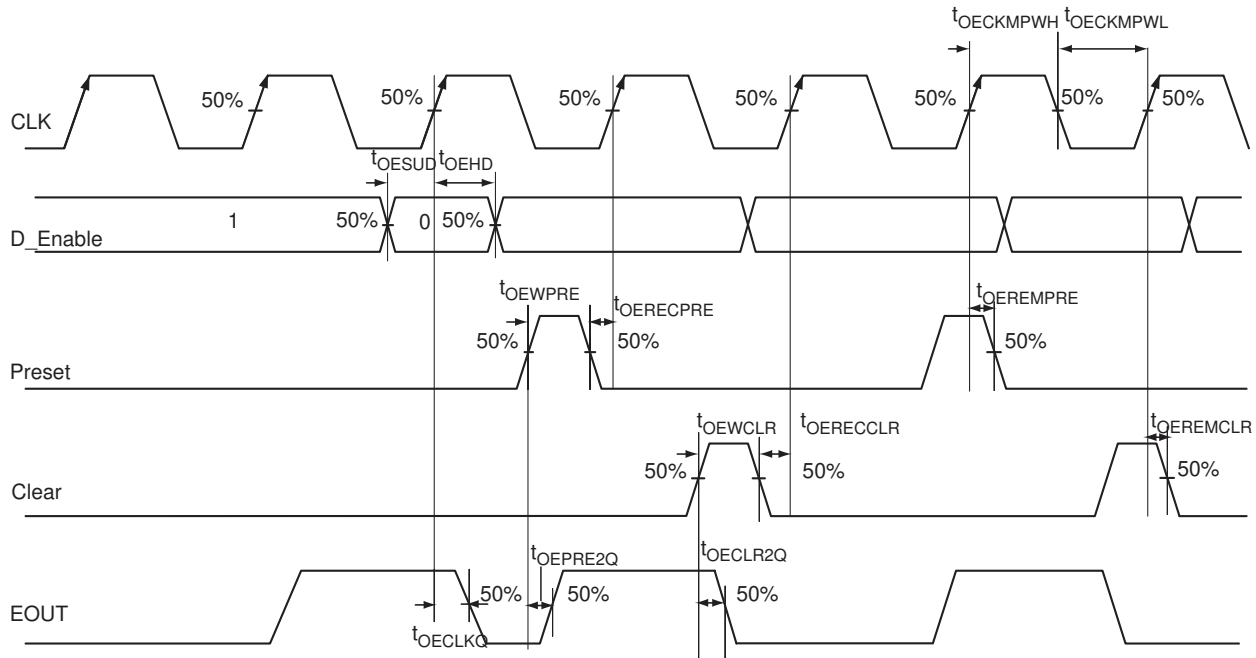 tOECKMPWH tOECKMPWL
CLK
50% 50% 50% 50% 50% 50% 50%
tOESUD tOEHD
D_Enable
1 50% 0 50%
tOEWPRE tOERECPRE tOEREMPRE
Preset
50% 50% 50%
tOEWCLR tOERECCLR tOEREMCLR
Clear
50% 50% 50%
tOEPRE2Q tOECLR2Q
EOUT
50% 50% 50%
tOECLKQ